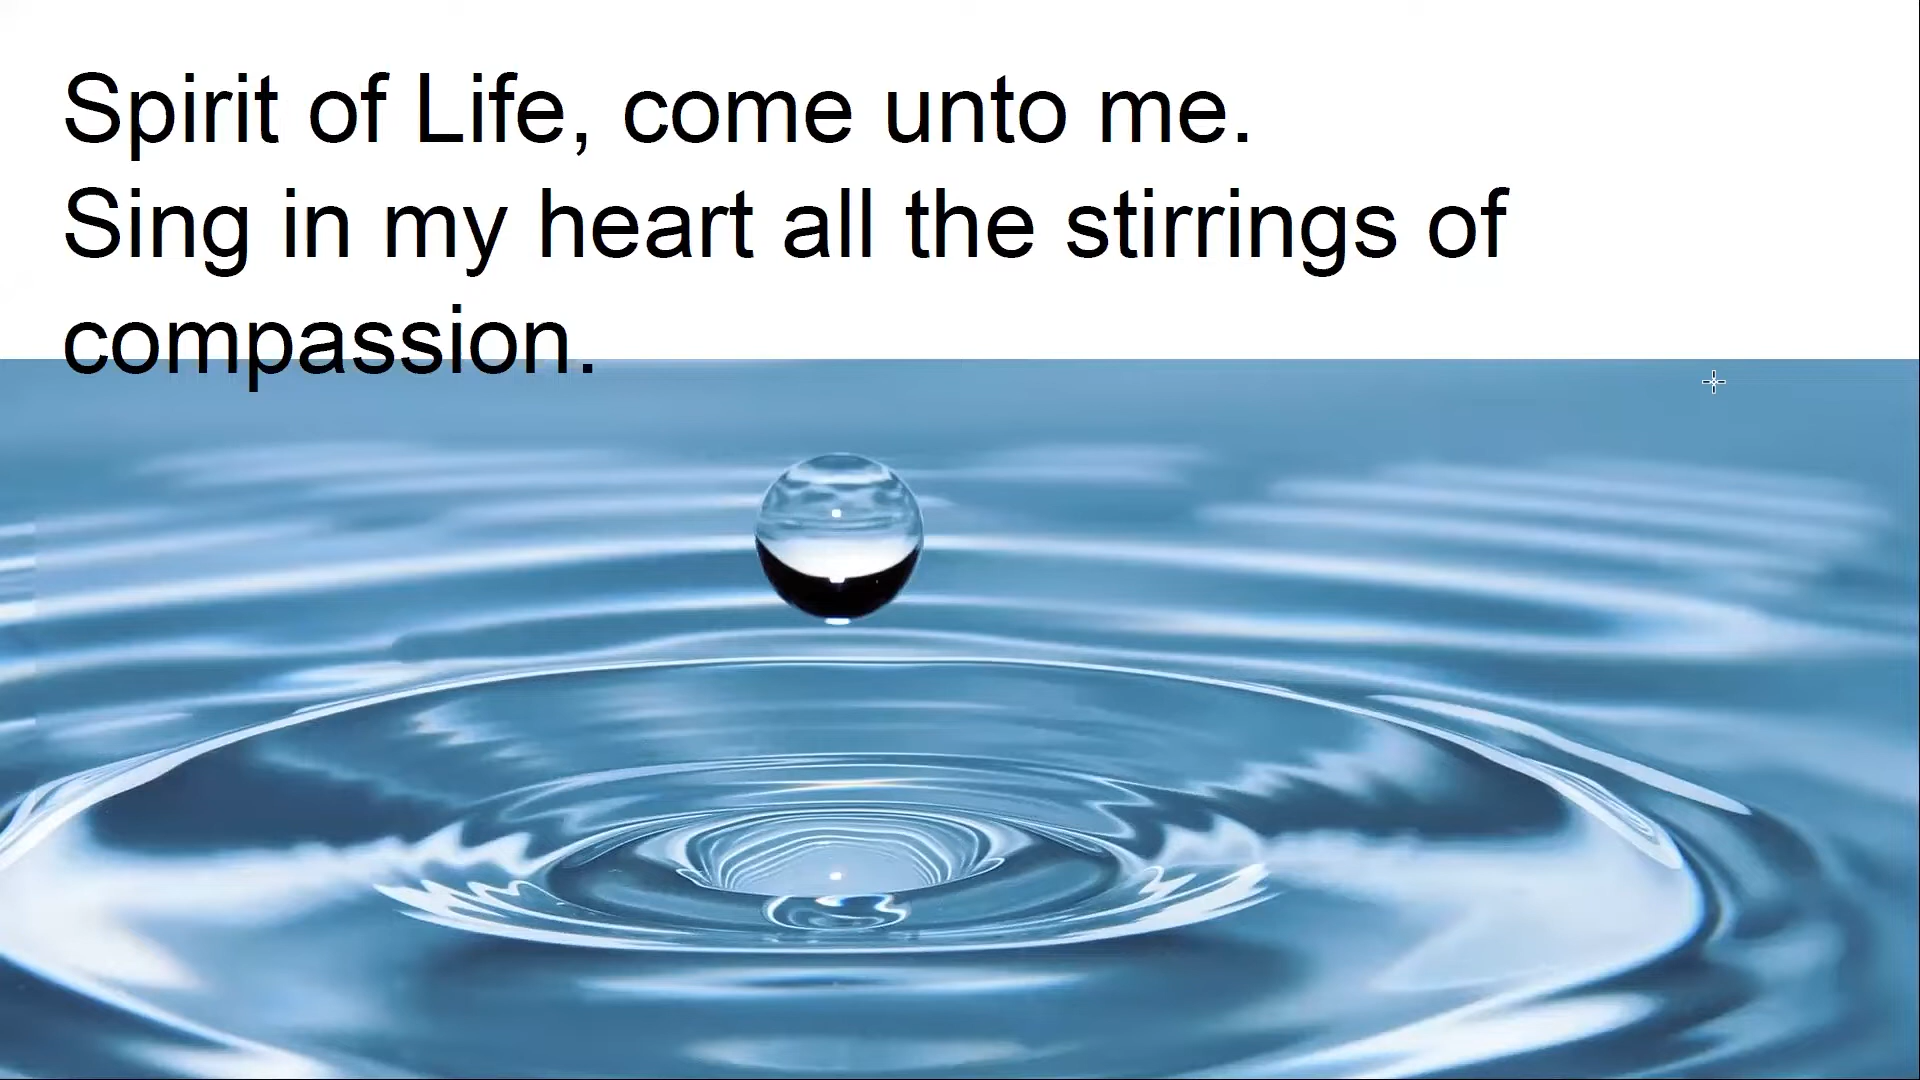 Spirit of Life, come unto me.
Sing in my heart all the stirrings of
compassion.